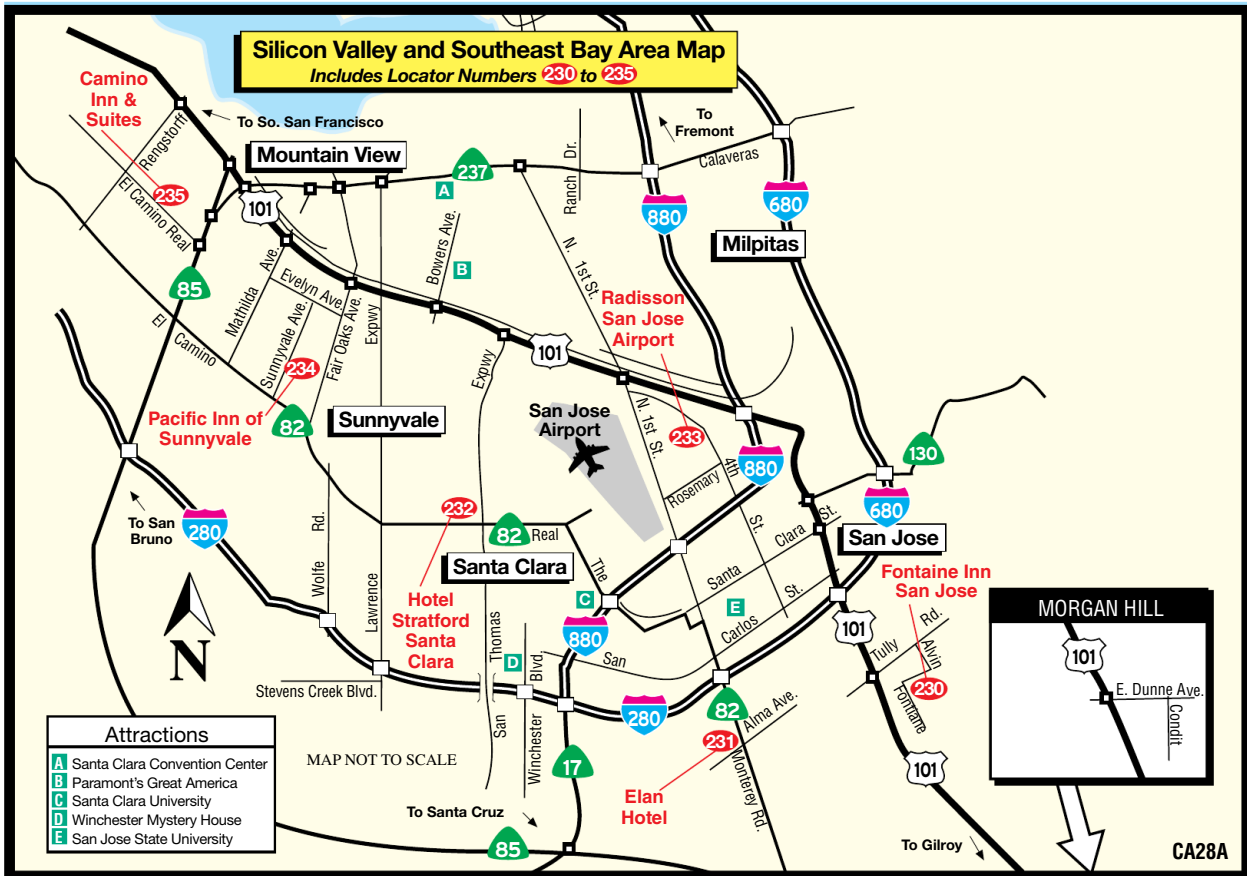 Silicon Valley and Southeast Bay Area Map
Includes Locator Numbers 230 to 235
Camino
Inn &
Suites
Rengstorff
To So. San Francisco
Mountain View
235
El Camino Real
101
237
A
Ranch Dr.
To
Fremont
Calaveras
880
680
Milpitas
85
Mathilda Ave.
Evelyn Ave.
Sunnyvale Ave.
Fair Oaks Ave.
Expwy
Bowers Ave.
B
N. 1st St.
Radisson
San Jose
Airport
El Camino
234
Pacific Inn of
Sunnyvale
82
Sunnyvale
Expwy
101
San Jose
Airport
N. 1st St.
233
4th St.
Rosemary
880
130
680
To San
Bruno
280
Wolfe Rd.
Lawrence
232
82
Real
Santa Clara
The
Santa Clara St.
San Jose
Hotel
Stratford
Santa
Clara
Thomas
San
D
C
880
E
San Carlos St.
101
Fontaine Inn
San Jose
Tully Rd.
Alvin
230
Fontiane
N
Stevens Creek Blvd.
Winchester Blvd
280
82
Alma Ave.
231
Monterey Rd.
Elan
Hotel
17
101
MAP NOT TO SCALE
To Santa Cruz
85
To Gilroy
Attractions
A Santa Clara Convention Center
B Paramont's Great America
C Santa Clara University
D Winchester Mystery House
E San Jose State University
MORGAN HILL
101
E. Dunne Ave.
Condit
CA28A